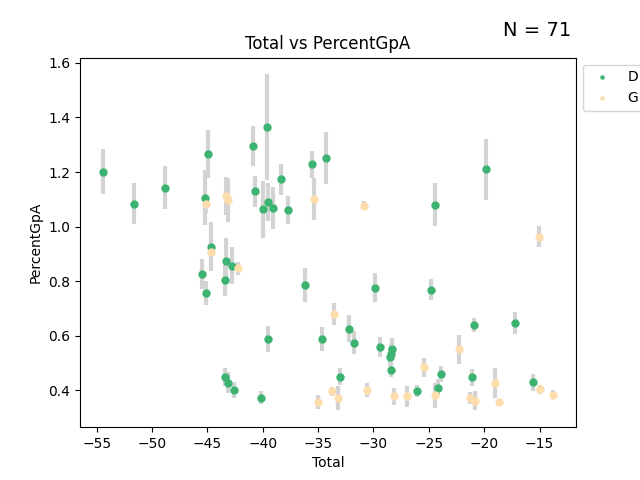 N = 71
Total vs PercentGpA
D
G
1.6
1.4
1.2
1.0
0.8
0.6
0.4
PercentGpA
−55 −50 −45 −40 −35 −30 −25 −20 −15
Total